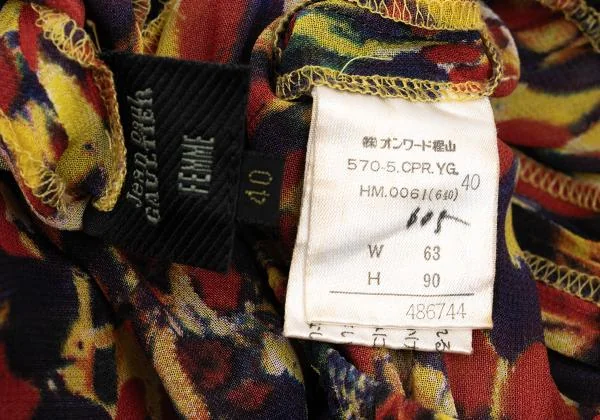 Jean Paul
GAULTIER
FEMME
40
㈱オンワード樫山
570-5.CPR.YG.
40
HM.0061(640)
605
W 63
H 90
486744